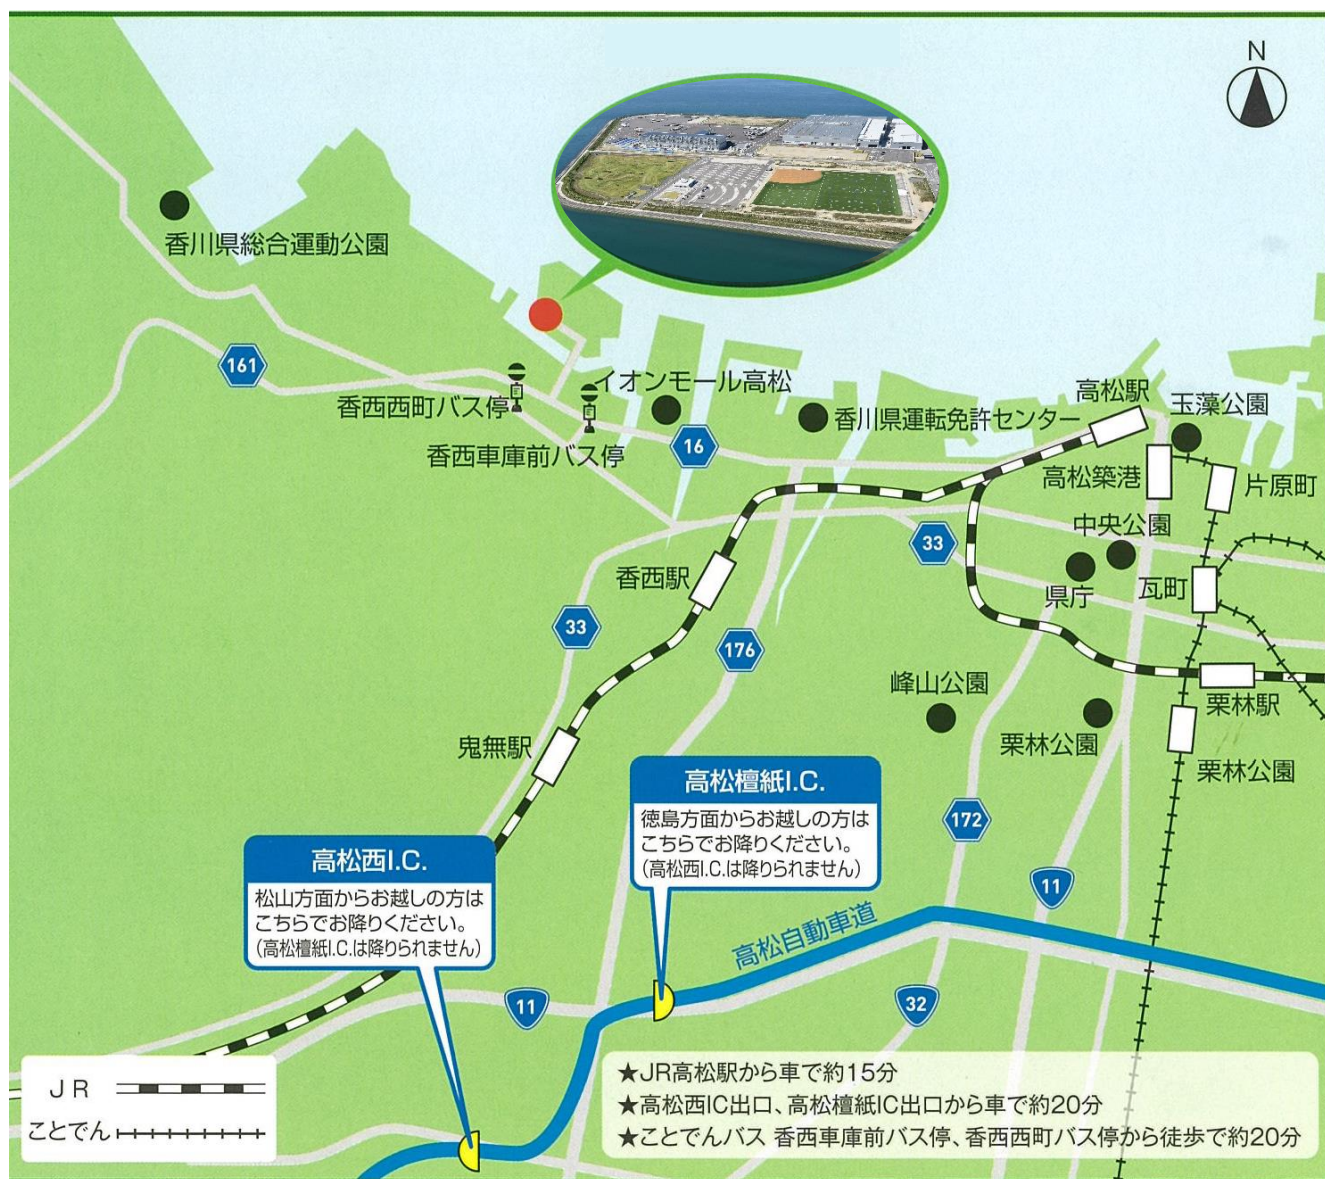 N
香川県総合運動公園
161
香西西町バス停
イオンモール高松
香西車庫前バス停
16
香川県運転免許センター
高松駅
玉藻公園
高松築港
片原町
中央公園
33
香西駅
県庁
瓦町
33
176
峰山公園
栗林公園
栗林駅
栗林公園
鬼無駅
高松檀紙I.C.
徳島方面からお越しの方は
こちらでお降りください。
(高松西I.C.は降りられません)
172
高松西I.C.
松山方面からお越しの方は
こちらでお降りください。
(高松檀紙I.C.は降りられません)
11
高松自動車道
11
32
JR
ことでん
★JR高松駅から車で約15分
★高松西IC出口、高松檀紙IC出口から車で約20分
★ことでんバス 香西車庫前バス停、香西西町バス停から徒歩で約20分